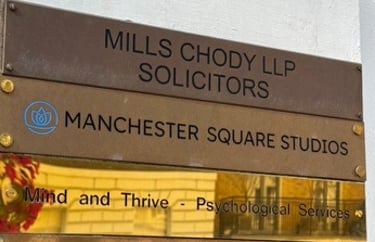 MILLS CHODY LLP
SOLICITORS
MANCHESTER SQUARE STUDIOS
Mind and Thrive - Psychological Services